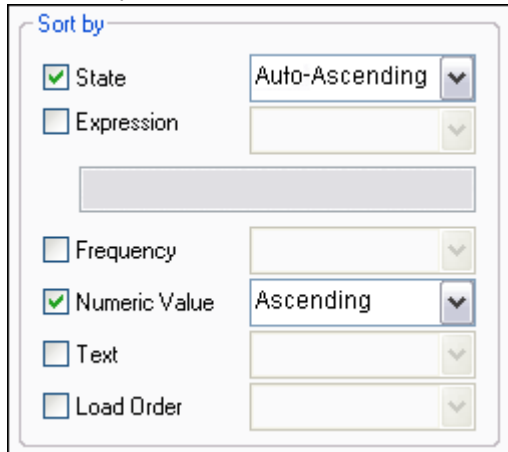 Sort by
State Auto-Ascending
Expression
Frequency
Numeric Value Ascending
Text
Load Order